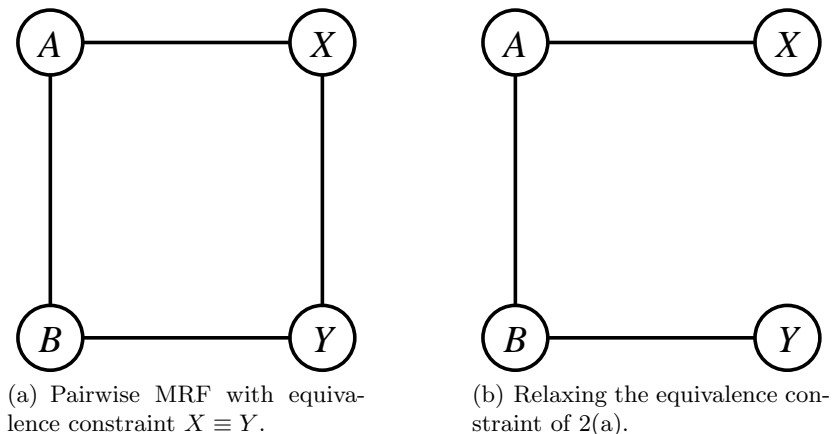 A X A X
B Y B Y
(a) Pairwise MRF with equiva-
lence constraint X ≡ Y.
(b) Relaxing the equivalence con-
straint of 2(a).